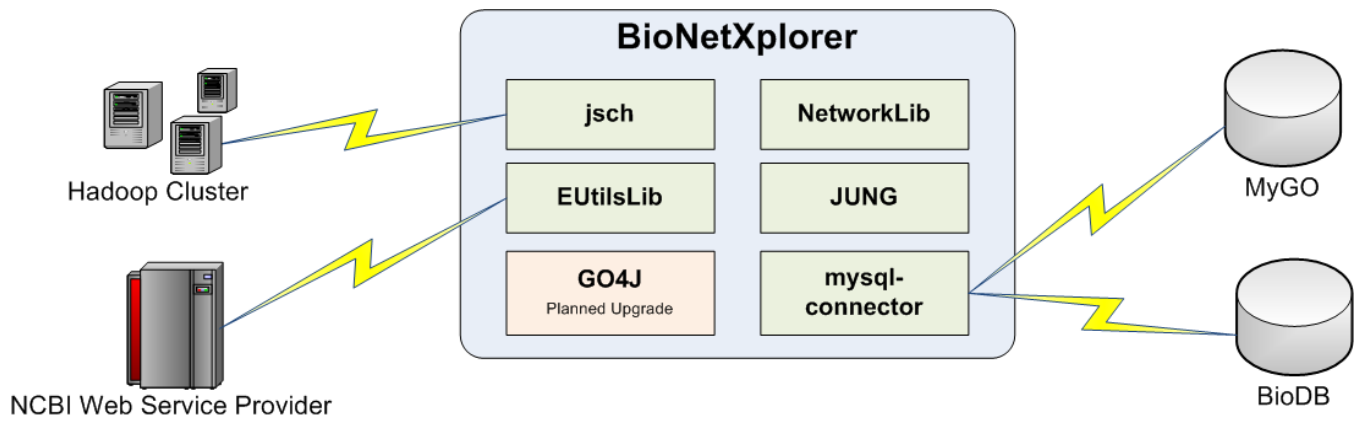 BioNetXplorer
jsch
NetworkLib
Hadoop Cluster
EUtilsLib
JUNG
MyGO
GO4J
Planned Upgrade
mysql-
connector
NCBI Web Service Provider
BioDB